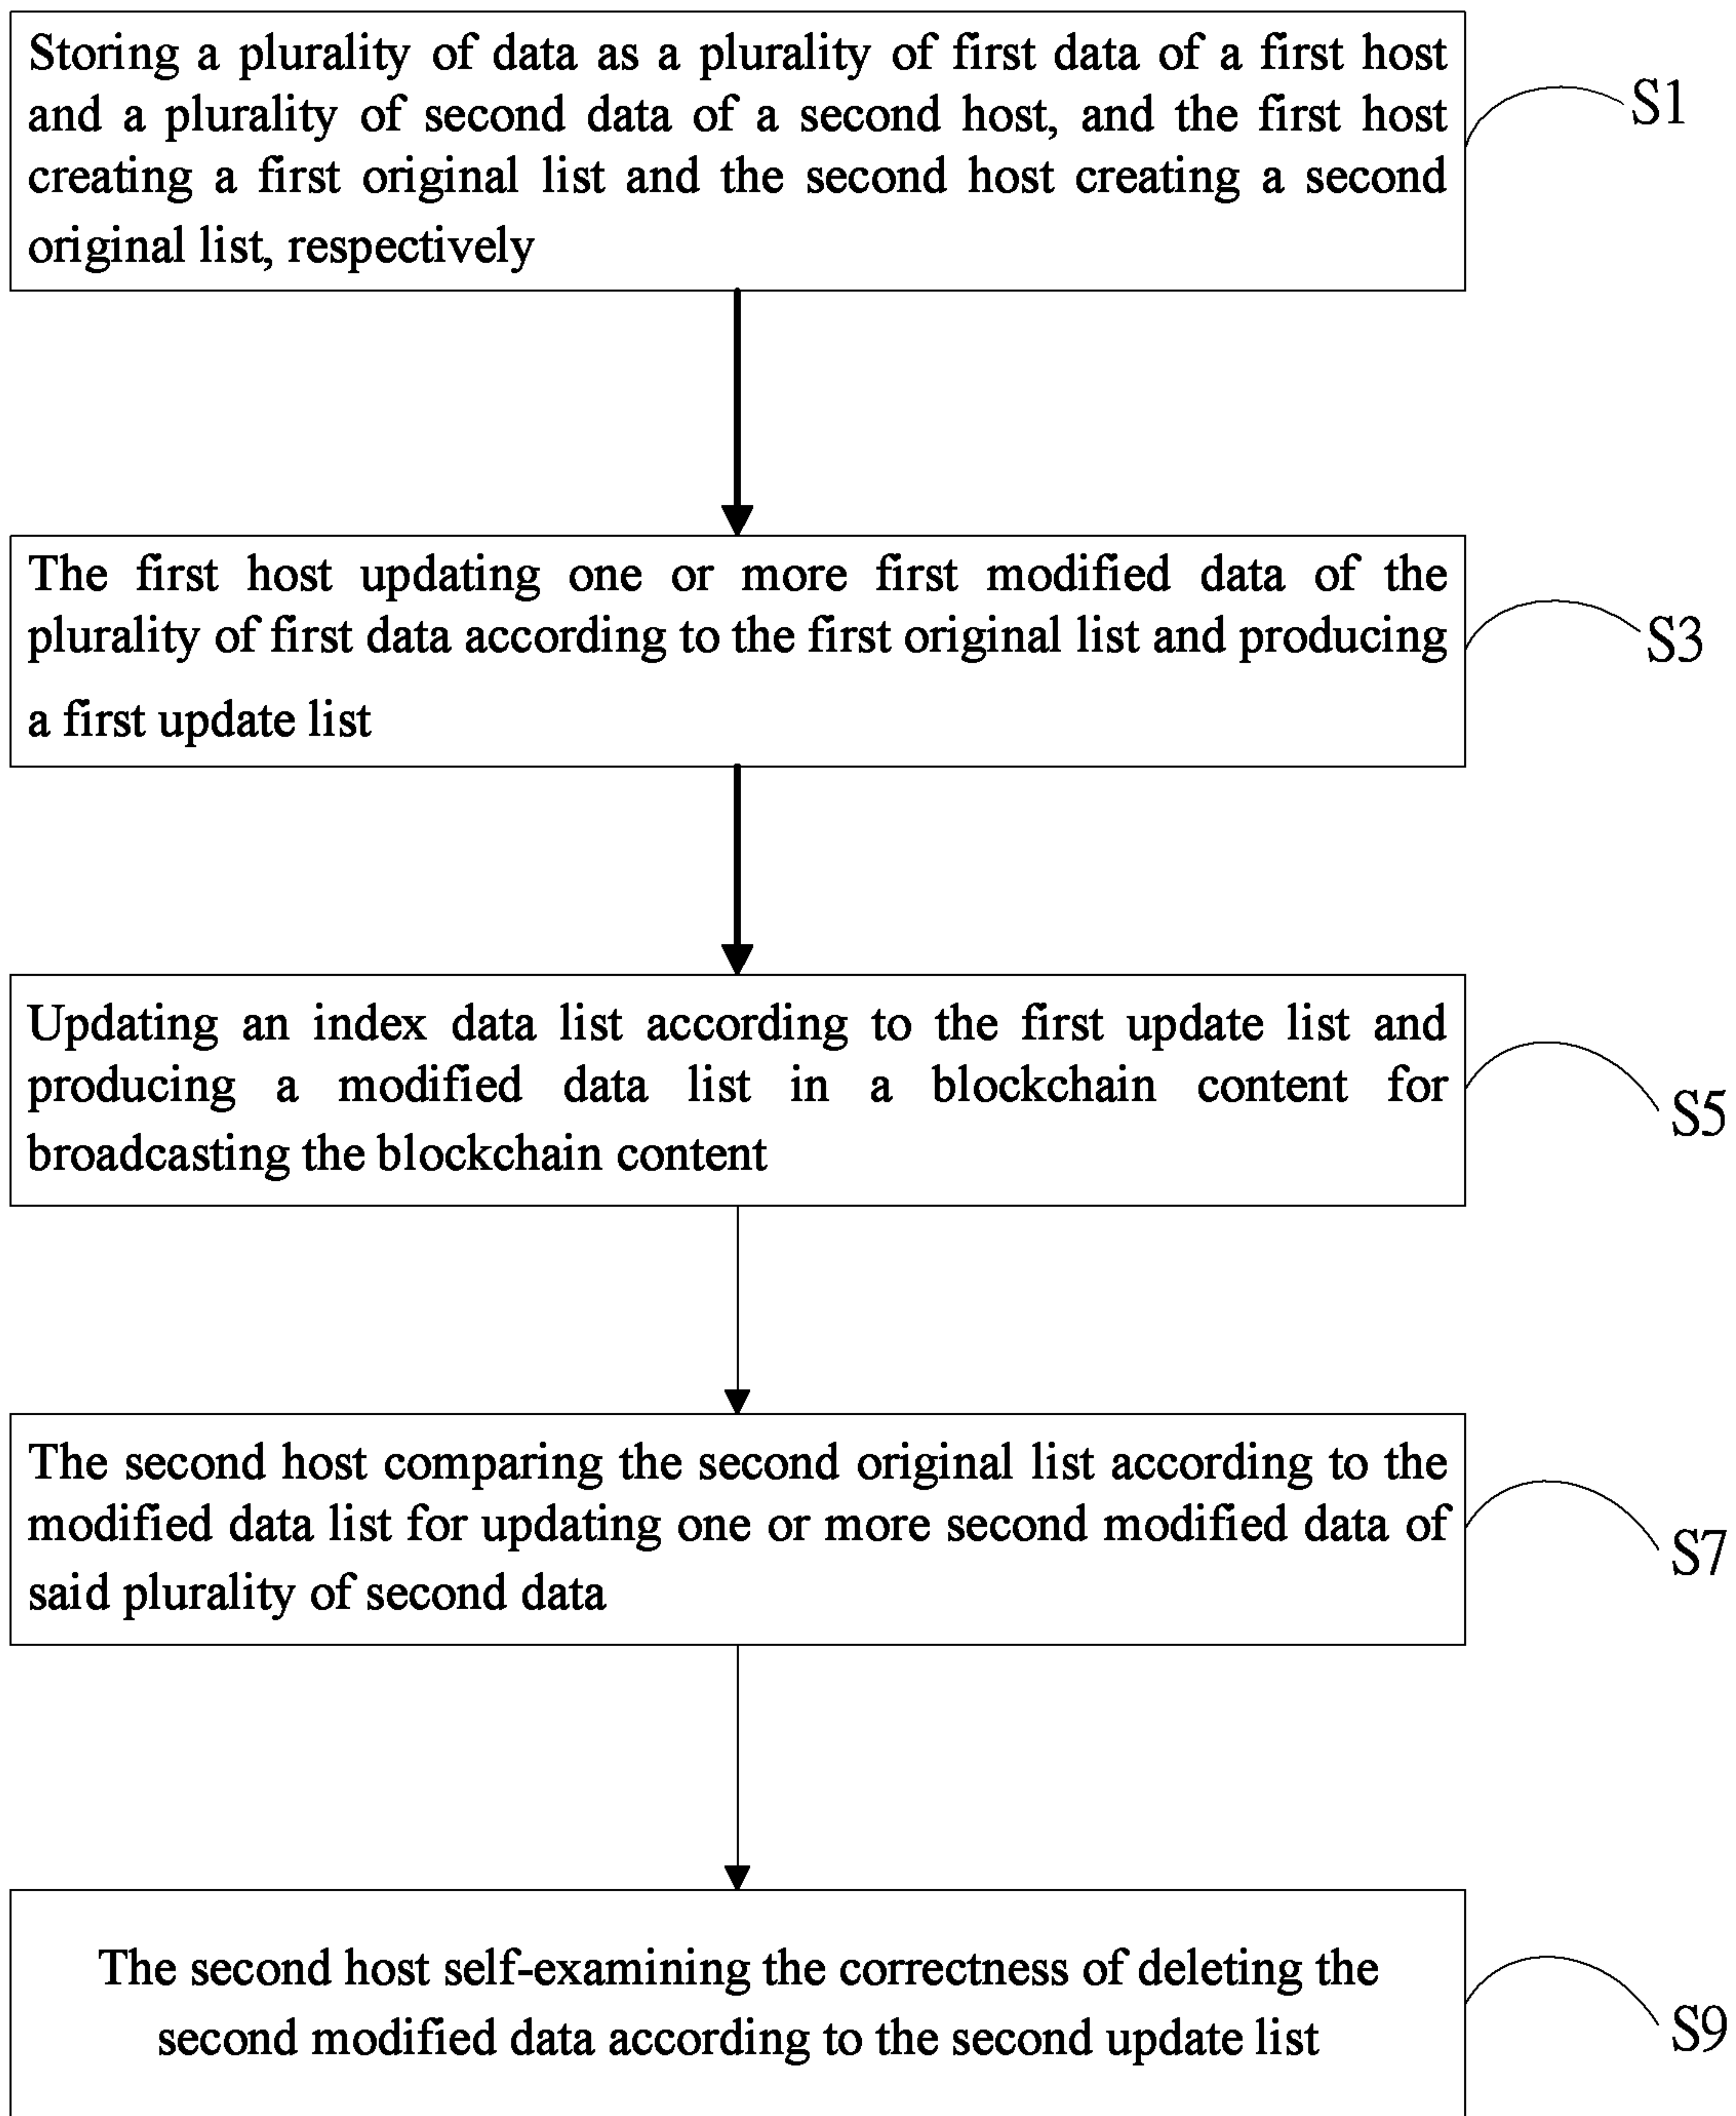 Storing a plurality of data as a plurality of first data of a first host
and a plurality of second data of a second host, and the first host
creating a first original list and the second host creating a second
original list, respectively
S1
The first host updating one or more first modified data of the
plurality of first data according to the first original list and producing
a first update list
S3
Updating an index data list according to the first update list and
producing a modified data list in a blockchain content for
broadcasting the blockchain content
S5
The second host comparing the second original list according to the
modified data list for updating one or more second modified data of
said plurality of second data
S7
The second host self-examining the correctness of deleting the
second modified data according to the second update list
S9